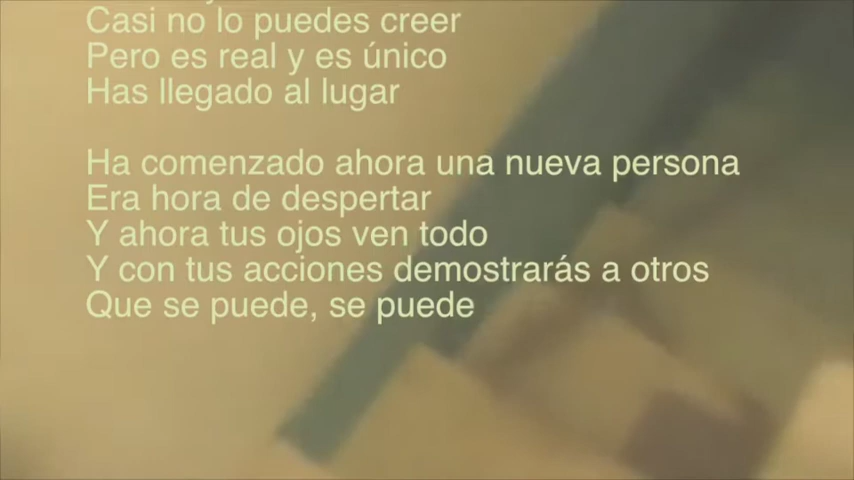 Casi no lo puedes creer
Pero es real y es único
Has llegado al lugar
Ha comenzado ahora una nueva persona
Era hora de despertar
Y ahora tus ojos ven todo
Y con tus acciones demostrarás a otros
Que se puede, se puede